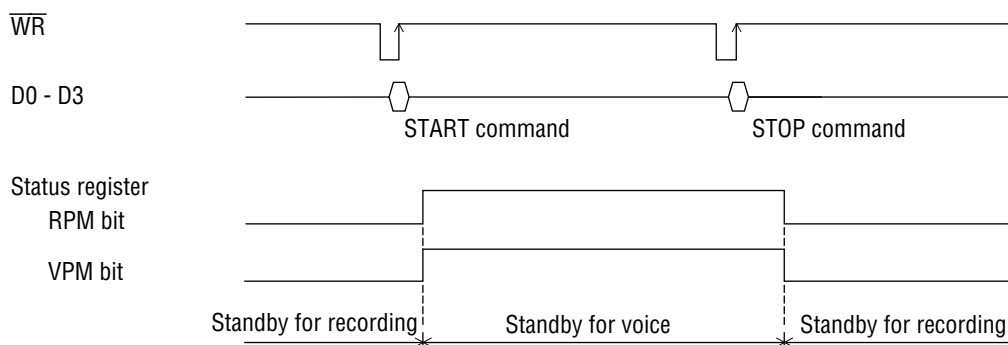 WR
D0 - D3
START command
STOP command
Status register
RPM bit
VPM bit
Standby for recording
Standby for voice
Standby for recording